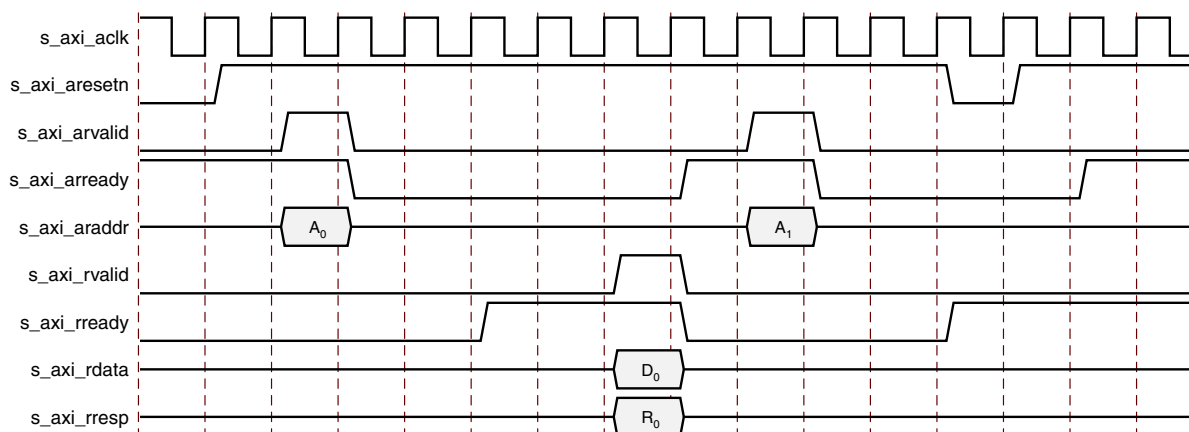 s_axi_aclk
s_axi_aresetn
s_axi_arvalid
s_axi_arready
s_axi_araddr A₀ A₁
s_axi_rvalid
s_axi_rready
s_axi_rdata D₀
s_axi_rresp R₀